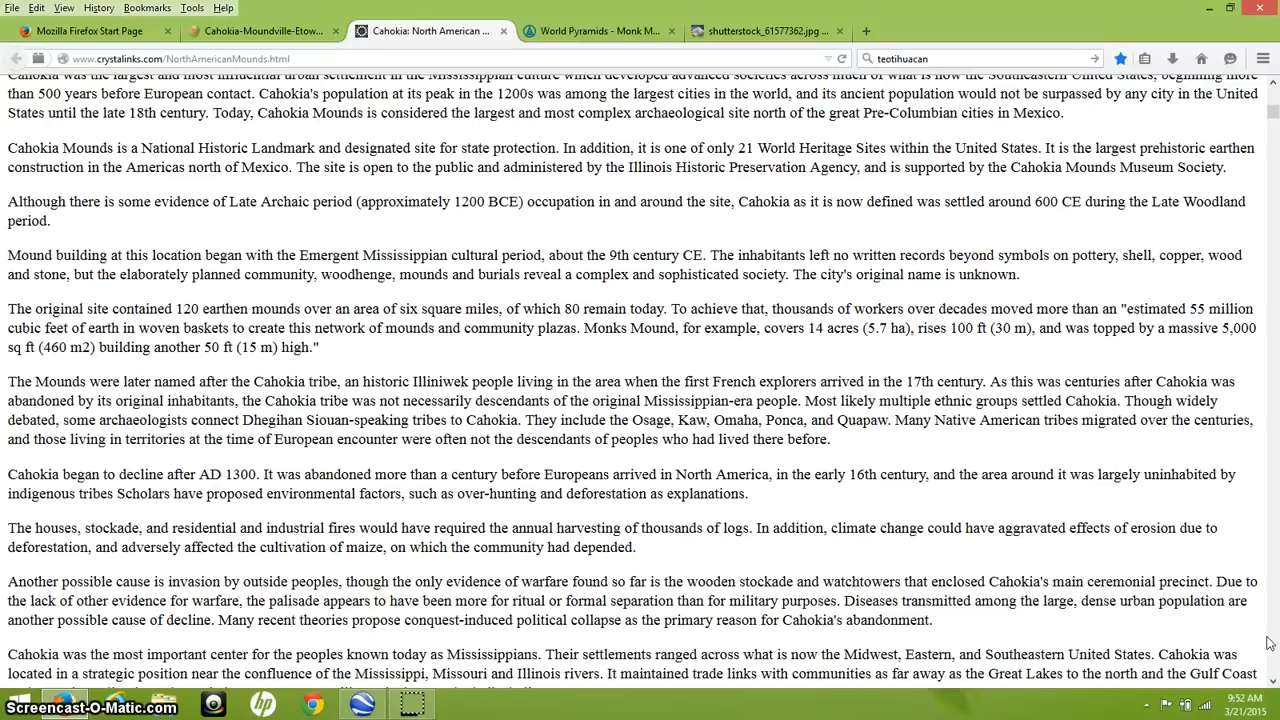 File Edit View History Bookmarks Tools Help
Mozilla Firefox Start Page
Cahokia-Moundville-Etow...
Cahokia: North American ...
World Pyramids - Monk M...
shutterstock_61577362.jpg ...
www.crystalinks.com/NorthAmericanMounds.html
teotihuacan
Cahokia was the largest and most influential urban settlement in the Mississippian culture which developed advanced societies across much of what is now the Southeastern United States, beginning more
than 500 years before European contact. Cahokia's population at its peak in the 1200s was among the largest cities in the world, and its ancient population would not be surpassed by any city in the United
States until the late 18th century. Today, Cahokia Mounds is considered the largest and most complex archaeological site north of the great Pre-Columbian cities in Mexico.
Cahokia Mounds is a National Historic Landmark and designated site for state protection. In addition, it is one of only 21 World Heritage Sites within the United States. It is the largest prehistoric earthen
construction in the Americas north of Mexico. The site is open to the public and administered by the Illinois Historic Preservation Agency, and is supported by the Cahokia Mounds Museum Society.
Although there is some evidence of Late Archaic period (approximately 1200 BCE) occupation in and around the site, Cahokia as it is now defined was settled around 600 CE during the Late Woodland
period.
Mound building at this location began with the Emergent Mississippian cultural period, about the 9th century CE. The inhabitants left no written records beyond symbols on pottery, shell, copper, wood
and stone, but the elaborately planned community, woodhenge, mounds and burials reveal a complex and sophisticated society. The city's original name is unknown.
The original site contained 120 earthen mounds over an area of six square miles, of which 80 remain today. To achieve that, thousands of workers over decades moved more than an "estimated 55 million
cubic feet of earth in woven baskets to create this network of mounds and community plazas. Monks Mound, for example, covers 14 acres (5.7 ha), rises 100 ft (30 m), and was topped by a massive 5,000
sq ft (460 m2) building another 50 ft (15 m) high."
The Mounds were later named after the Cahokia tribe, an historic Illiniwek people living in the area when the first French explorers arrived in the 17th century. As this was centuries after Cahokia was
abandoned by its original inhabitants, the Cahokia tribe was not necessarily descendants of the original Mississippian-era people. Most likely multiple ethnic groups settled Cahokia. Though widely
debated, some archaeologists connect Dhegihan Siouan-speaking tribes to Cahokia. They include the Osage, Kaw, Omaha, Ponca, and Quapaw. Many Native American tribes migrated over the centuries,
and those living in territories at the time of European encounter were often not the descendants of peoples who had lived there before.
Cahokia began to decline after AD 1300. It was abandoned more than a century before Europeans arrived in North America, in the early 16th century, and the area around it was largely uninhabited by
indigenous tribes Scholars have proposed environmental factors, such as over-hunting and deforestation as explanations.
The houses, stockade, and residential and industrial fires would have required the annual harvesting of thousands of logs. In addition, climate change could have aggravated effects of erosion due to
deforestation, and adversely affected the cultivation of maize, on which the community had depended.
Another possible cause is invasion by outside peoples, though the only evidence of warfare found so far is the wooden stockade and watchtowers that enclosed Cahokia's main ceremonial precinct. Due to
the lack of other evidence for warfare, the palisade appears to have been more for ritual or formal separation than for military purposes. Diseases transmitted among the large, dense urban population are
another possible cause of decline. Many recent theories propose conquest-induced political collapse as the primary reason for Cahokia's abandonment.
Cahokia was the most important center for the peoples known today as Mississippians. Their settlements ranged across what is now the Midwest, Eastern, and Southeastern United States. Cahokia was
located in a strategic position near the confluence of the Mississippi, Missouri and Illinois rivers. It maintained trade links with communities as far away as the Great Lakes to the north and the Gulf Coast
Screencast-O-Matic.com
hp
9:52 AM
3/21/2015